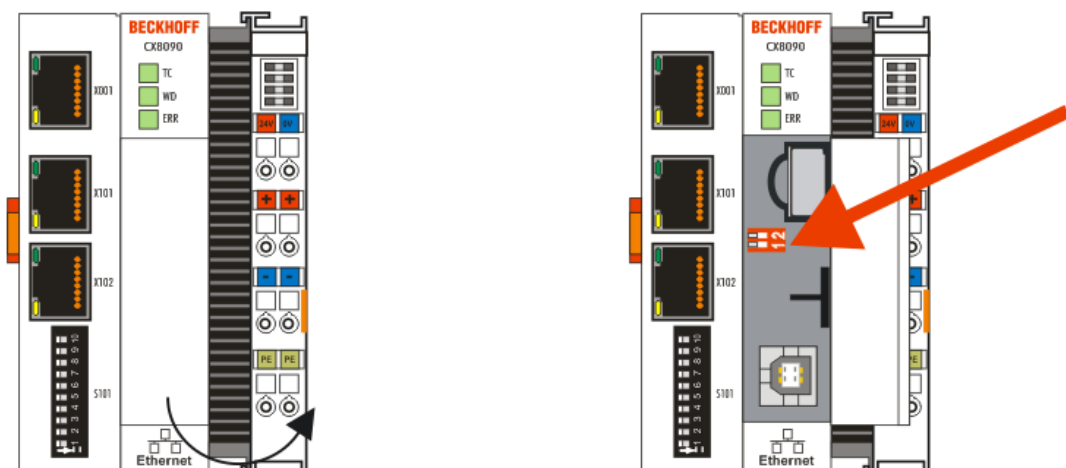 BECKHOFF
CX8090
TC
WD
ERR
X001
X101
X102
S101
1 2 3 4 5 6 7 8 9 10
24V 0V
+ +
- -
PE PE
Ethernet
BECKHOFF
CX8090
TC
WD
ERR
X001
X101
X102
S101
1 2 3 4 5 6 7 8 9 10
1 2
24V 0V
+
-
PE
Ethernet